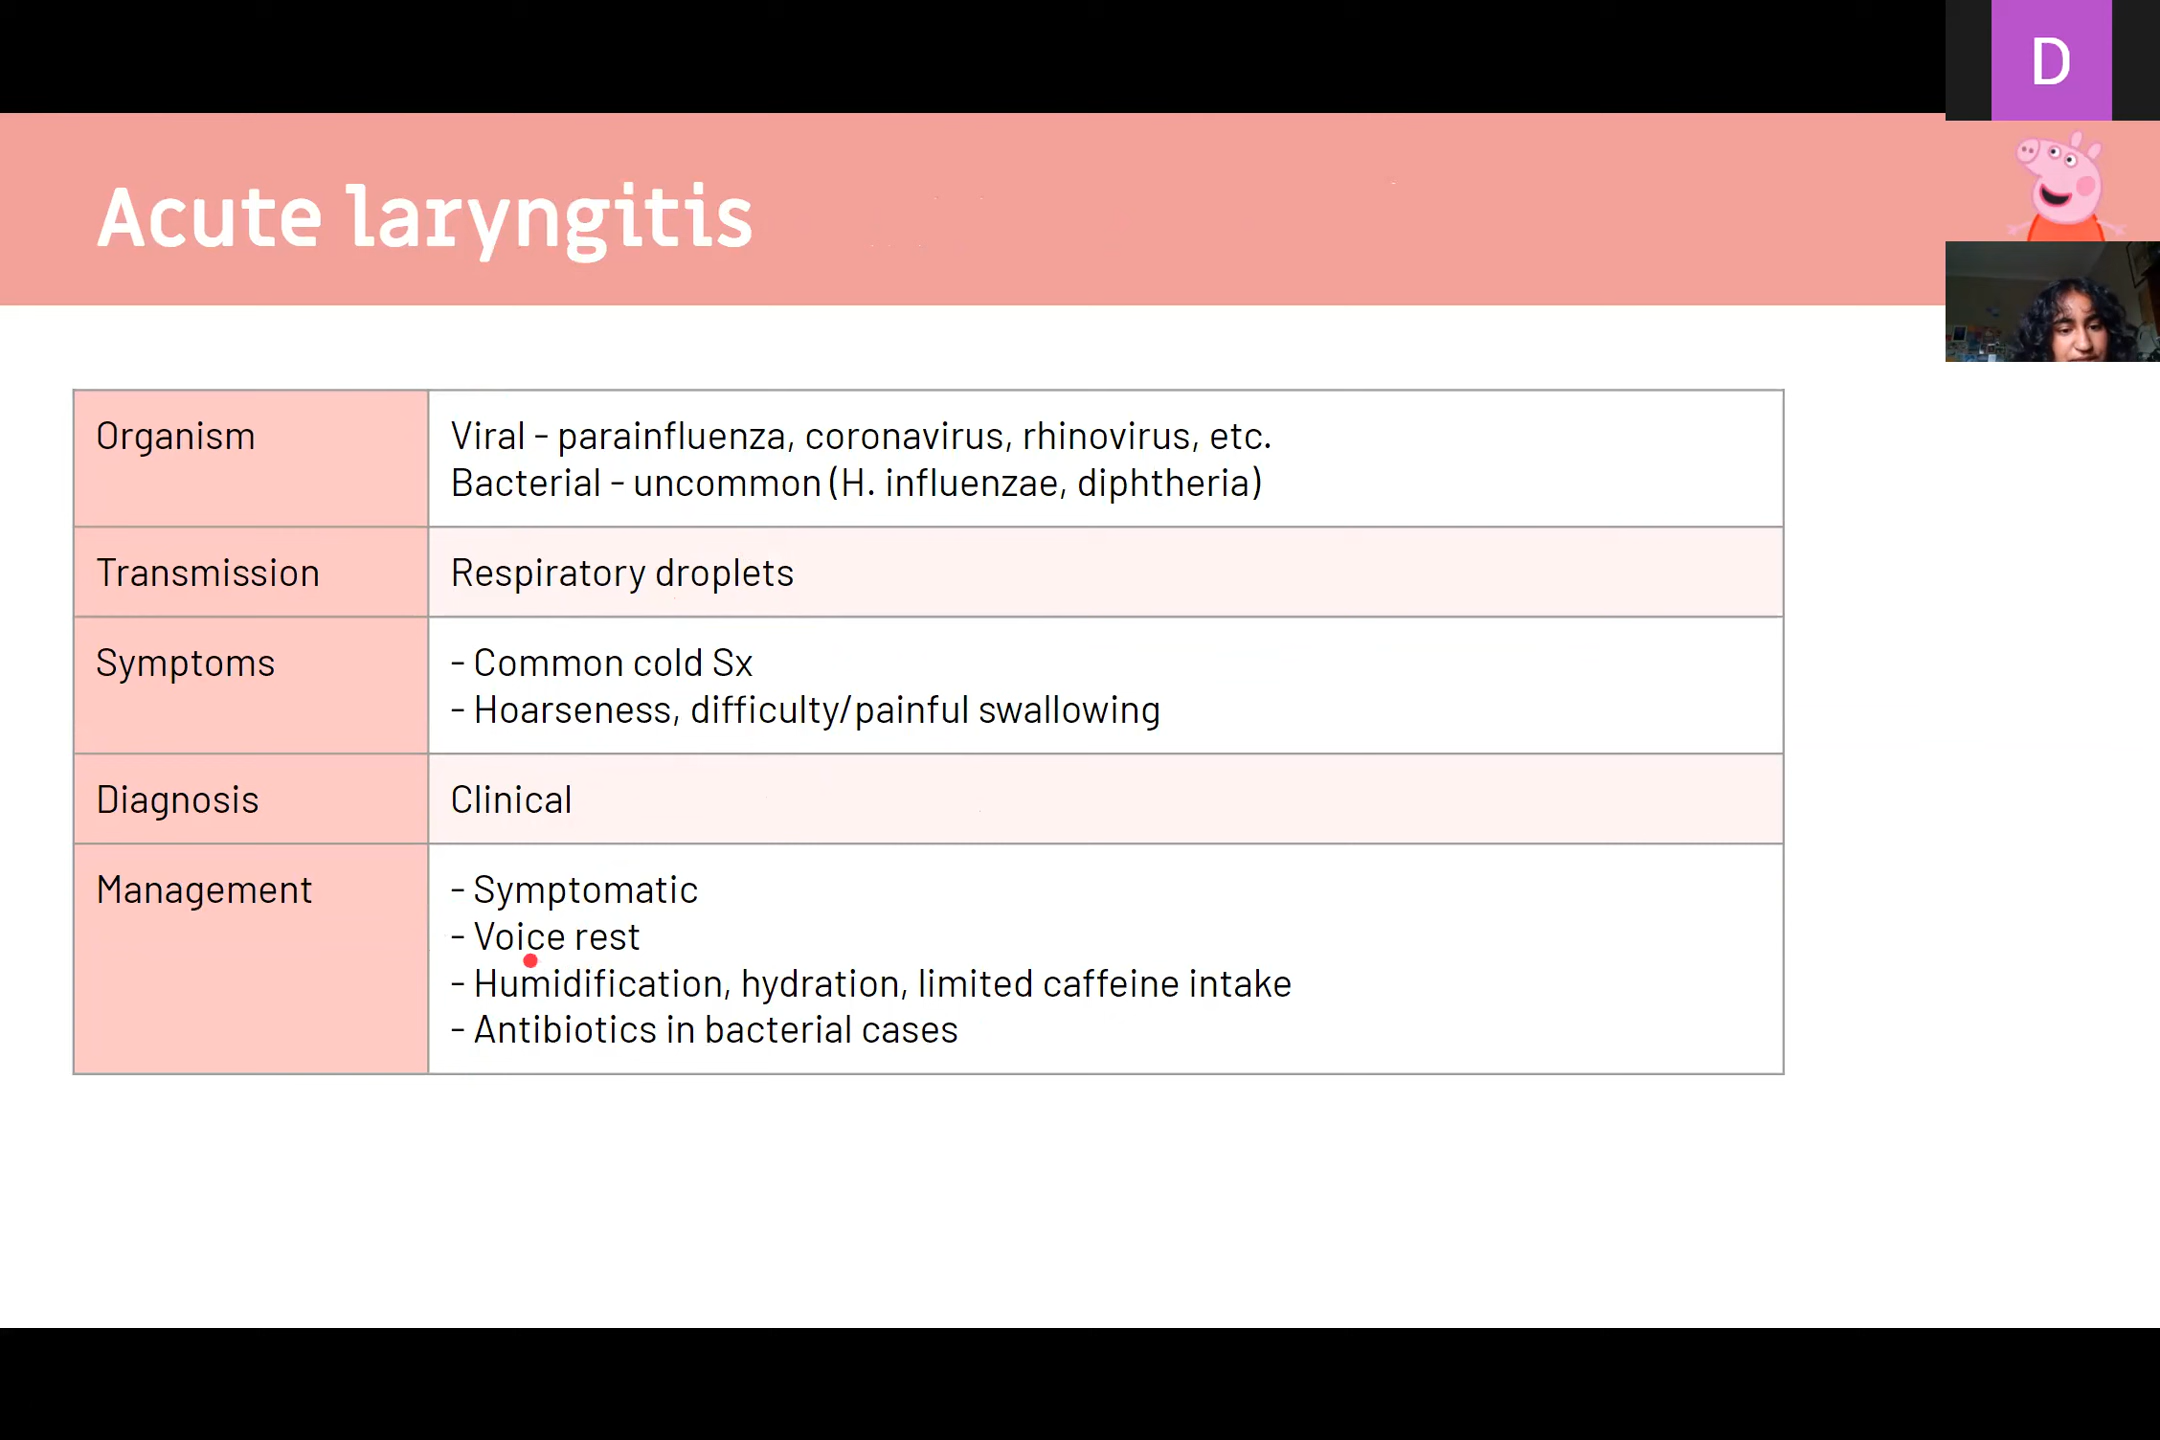 D
Acute laryngitis
Organism
Viral - parainfluenza, coronavirus, rhinovirus, etc.
Bacterial - uncommon (H. influenzae, diphtheria)
Transmission
Respiratory droplets
Symptoms
- Common cold Sx
- Hoarseness, difficulty/painful swallowing
Diagnosis
Clinical
Management
- Symptomatic
- Voice rest
- Humidification, hydration, limited caffeine intake
- Antibiotics in bacterial cases